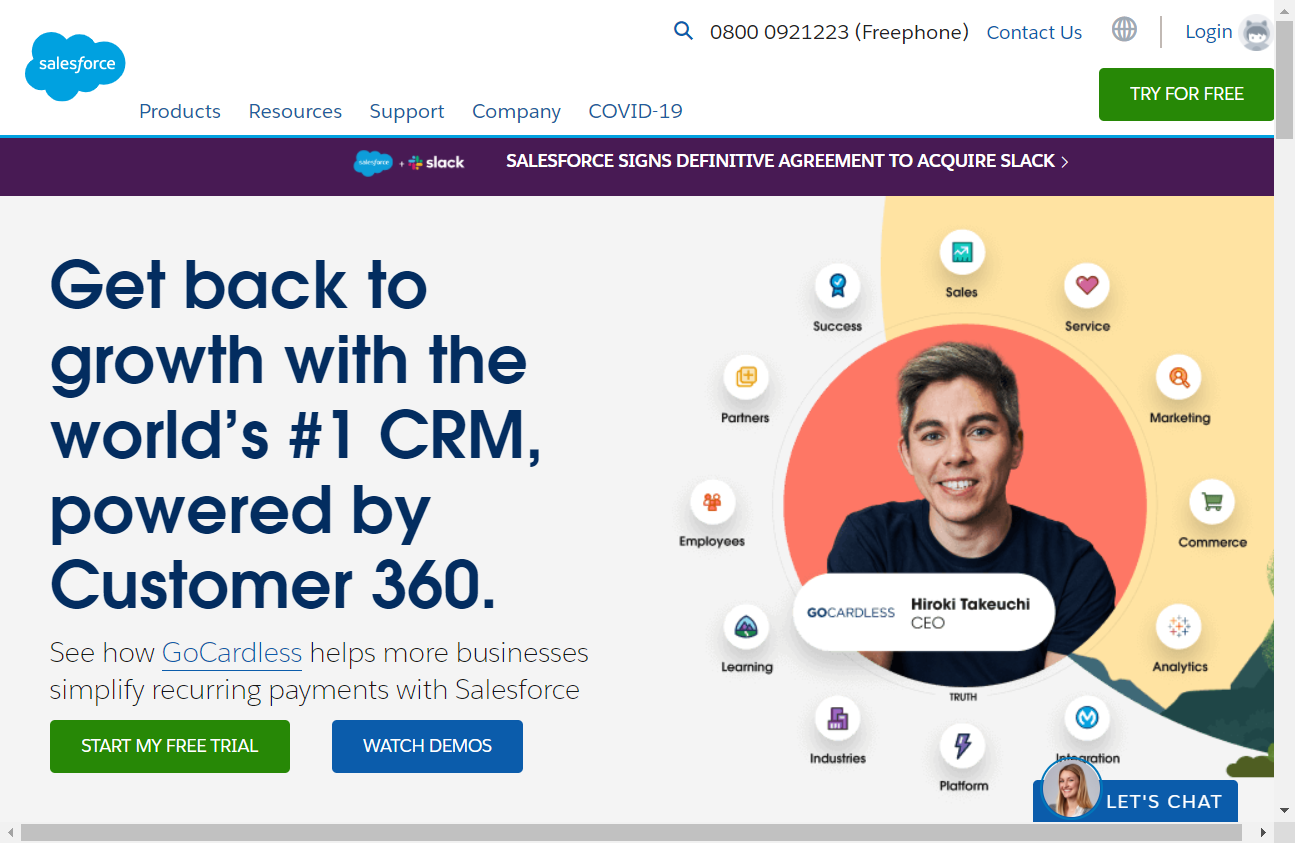 0800 0921223 (Freephone)
Contact Us
Login
salesforce
TRY FOR FREE
Products
Resources
Support
Company
COVID-19
salesforce + slack
SALESFORCE SIGNS DEFINITIVE AGREEMENT TO ACQUIRE SLACK >
Get back to
growth with the
world's #1 CRM,
powered by
Customer 360.
See how GoCardless helps more businesses
simplify recurring payments with Salesforce
START MY FREE TRIAL
WATCH DEMOS
Sales
Success
Service
Partners
Marketing
Employees
Commerce
GOCARDLESS
Hiroki Takeuchi
CEO
Learning
Analytics
TRUTH
Industries
Integration
Platform
LET'S CHAT